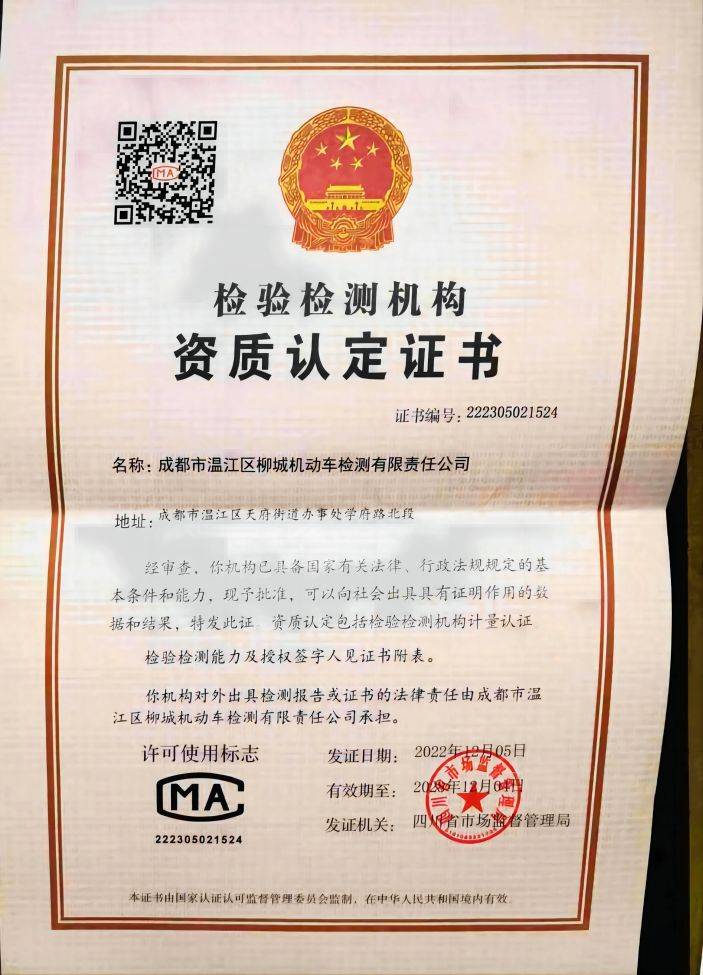 检验检测机构
资质认定证书
证书编号：222305021524
名称：成都市温江区柳城机动车检测有限责任公司
地址：成都市温江区天府街道办事处学府路北段
经审查，你机构已具备国家有关法律、行政法规规定的基
本条件和能力，现予批准，可以向社会出具具有证明作用的数
据和结果，特发此证。资质认定包括检验检测机构计量认证
检验检测能力及授权签字人见证书附表。
你机构对外出具检测报告或证书的法律责任由成都市温
江区柳城机动车检测有限责任公司承担。
许可使用标志
MA
222305021524
发证日期：2022年12月05日
有效期至：2028年12月04日
发证机关：四川省市场监督管理局
四川省市场监督管理局
本证书由国家认证认可监督管理委员会监制，在中华人民共和国境内有效。